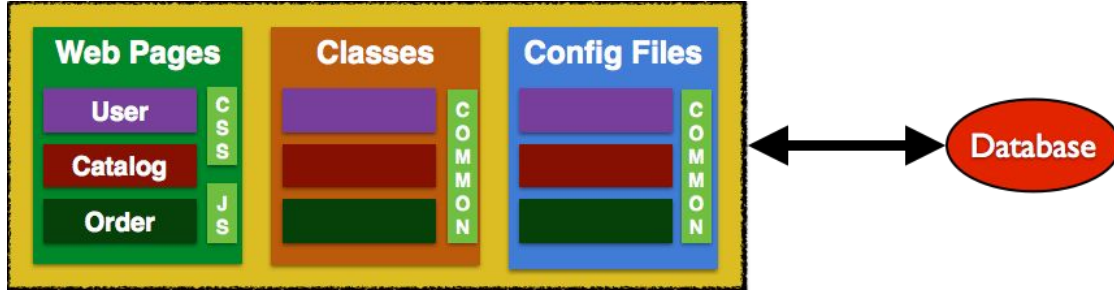 Web Pages
User
Catalog
Order
CSS
JS
Classes
COMMON
Config Files
COMMON
Database